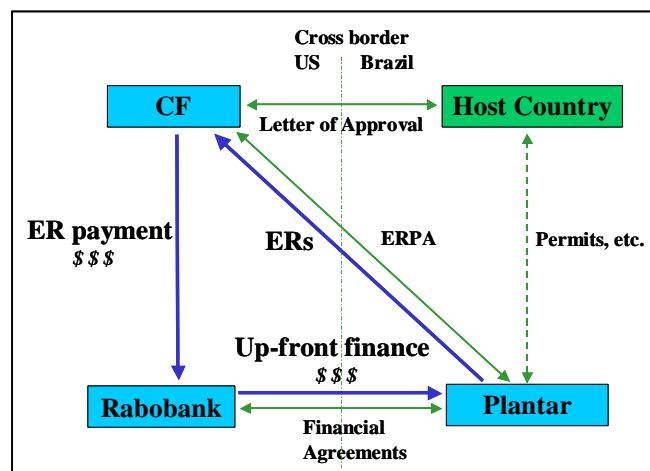 Cross border
US Brazil
CF
Host Country
Letter of Approval
ER payment
$ $ $
ERs
ERPA
Permits, etc.
Up-front finance
$ $ $
Rabobank
Plantar
Financial
Agreements